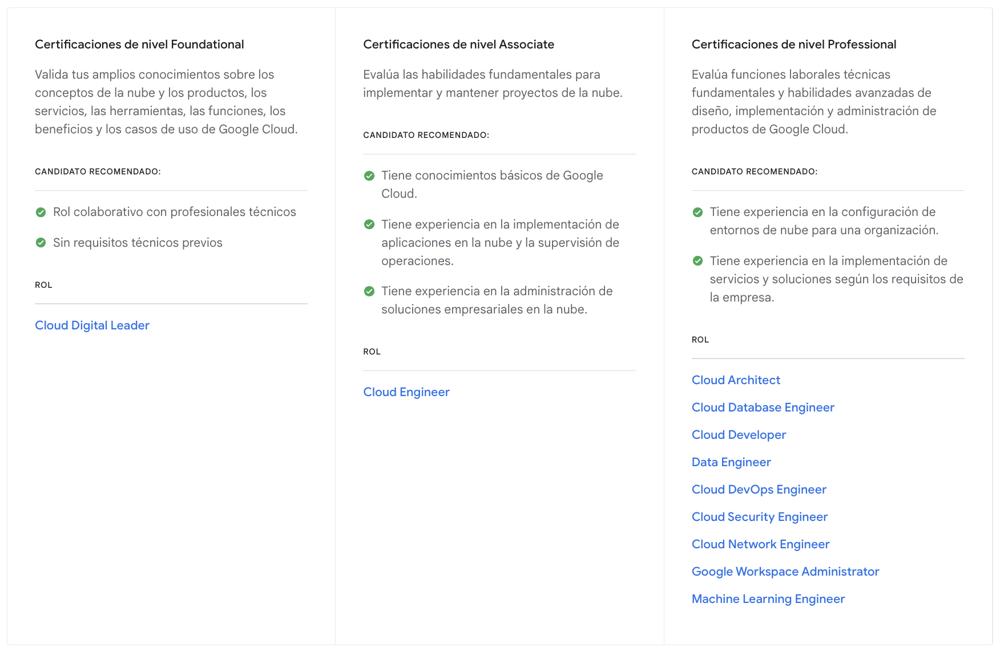 Certificaciones de nivel Foundational
Valida tus amplios conocimientos sobre los
conceptos de la nube y los productos, los
servicios, las herramientas, las funciones, los
beneficios y los casos de uso de Google Cloud.
CANDIDATO RECOMENDADO:
Rol colaborativo con profesionales técnicos
Sin requisitos técnicos previos
ROL
Cloud Digital Leader
Certificaciones de nivel Associate
Evalúa las habilidades fundamentales para
implementar y mantener proyectos de la nube.
CANDIDATO RECOMENDADO:
Tiene conocimientos básicos de Google
Cloud.
Tiene experiencia en la implementación de
aplicaciones en la nube y la supervisión de
operaciones.
Tiene experiencia en la administración de
soluciones empresariales en la nube.
ROL
Cloud Engineer
Certificaciones de nivel Professional
Evalúa funciones laborales técnicas
fundamentales y habilidades avanzadas de
diseño, implementación y administración de
productos de Google Cloud.
CANDIDATO RECOMENDADO:
Tiene experiencia en la configuración de
entornos de nube para una organización.
Tiene experiencia en la implementación de
servicios y soluciones según los requisitos de
la empresa.
ROL
Cloud Architect
Cloud Database Engineer
Cloud Developer
Data Engineer
Cloud DevOps Engineer
Cloud Security Engineer
Cloud Network Engineer
Google Workspace Administrator
Machine Learning Engineer